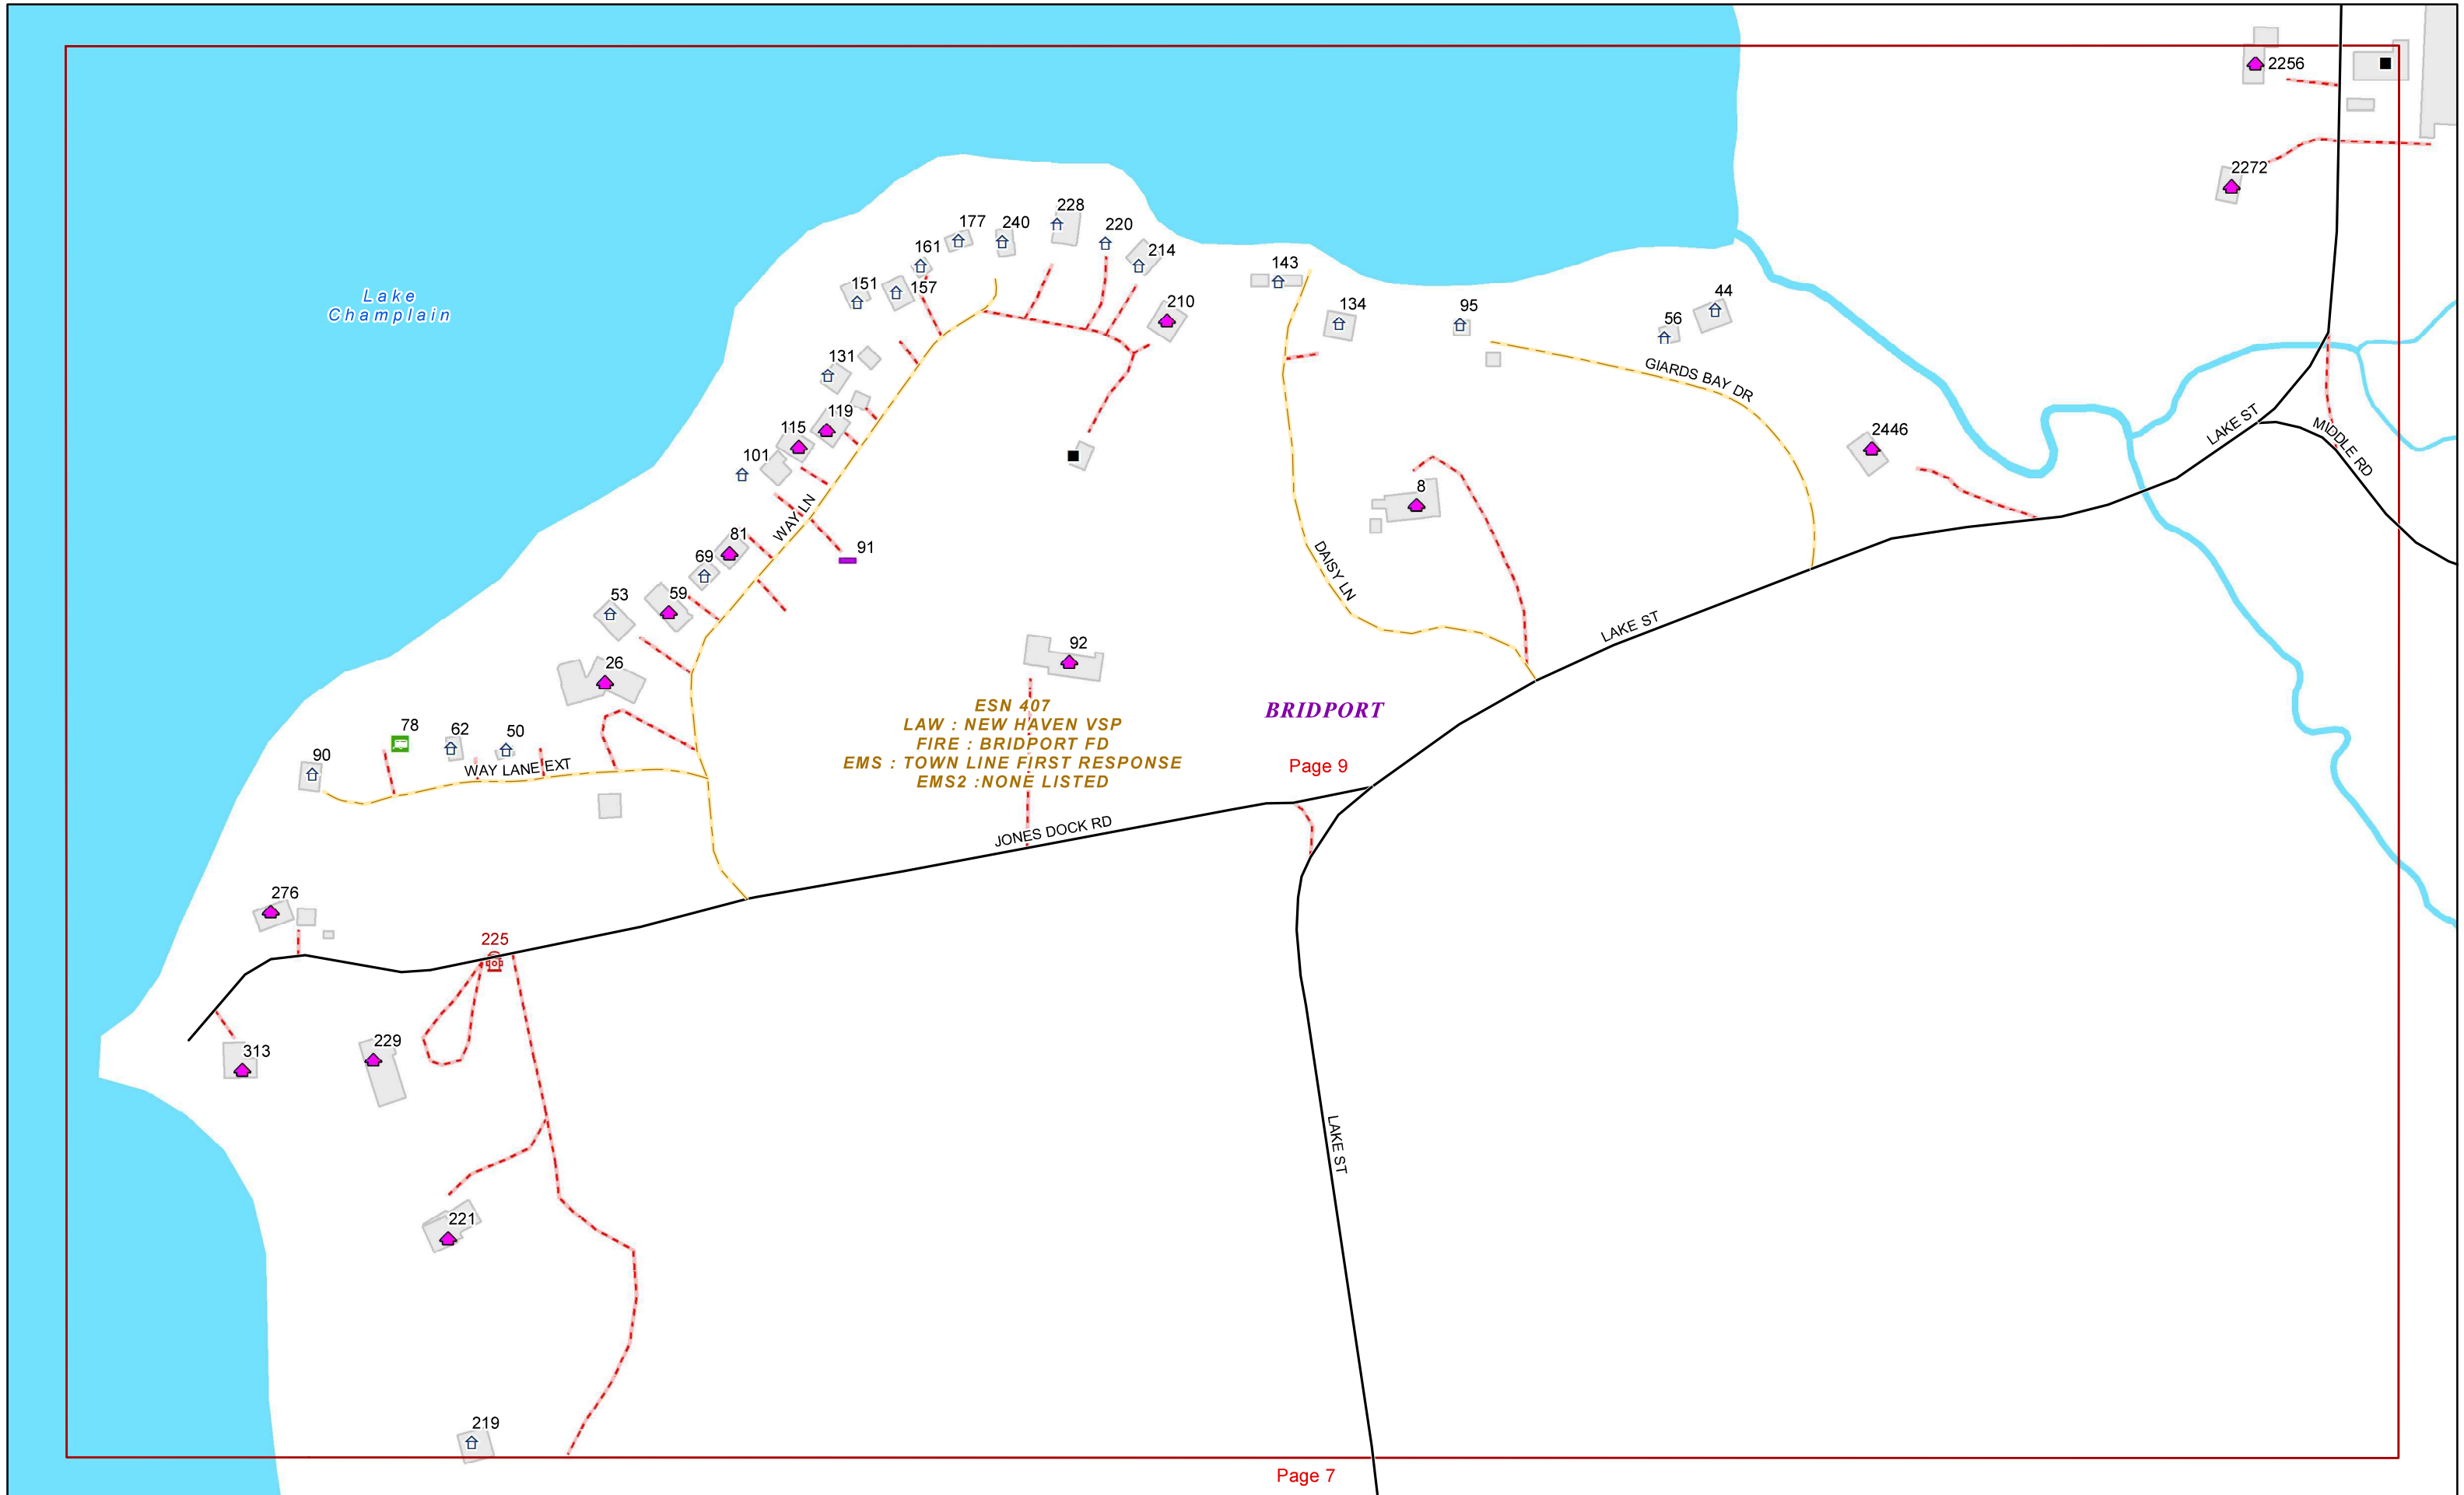 2256
2272
228
177
240
220
161
214
Lake
Champlain
151
157
143
210
134
95
44
56
131
GIARDS BAY DR
119
115
101
LAKE ST
MIDDLE RD
2446
8
WAY LN
81
91
69
59
53
DAISY LN
LAKE ST
92
26
ESN 407
LAW : NEW HAVEN VSP
FIRE : BRIDPORT FD
EMS : TOWN LINE FIRST RESPONSE
EMS2 :NONE LISTED
BRIDPORT
Page 9
78
62
50
90
WAY LANE EXT
JONES DOCK RD
276
225
229
313
LAKE ST
221
219
Page 7